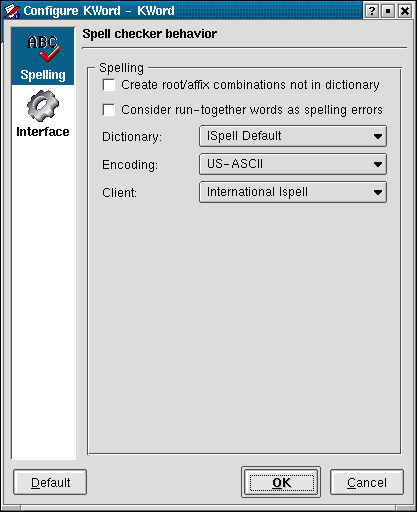 Configure KWord - KWord
Spell checker behavior
ABC
Spelling
Interface
Spelling
Create root/affix combinations not in dictionary
Consider run-together words as spelling errors
Dictionary: ISpell Default
Encoding: US-ASCII
Client: International Ispell
Default OK Cancel